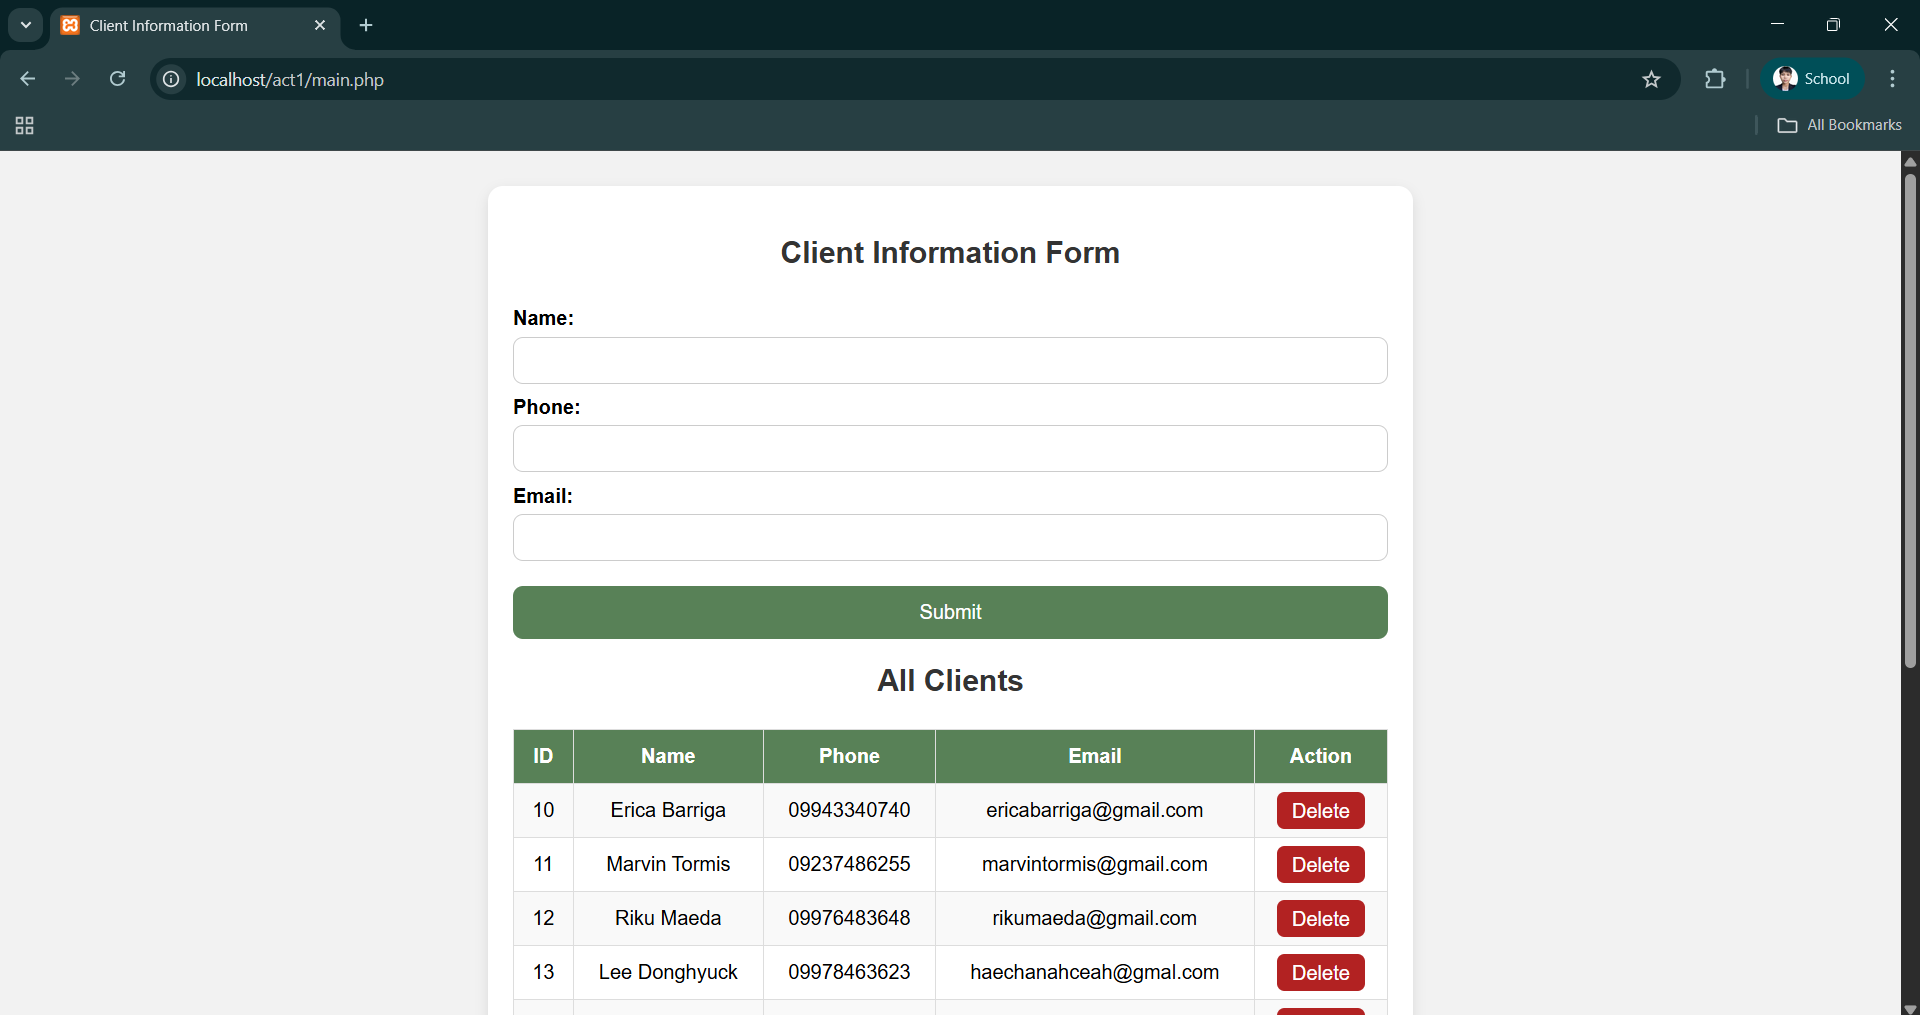 Client Information Form
localhost/act1/main.php
School
All Bookmarks
Client Information Form
Name:
Phone:
Email:
Submit
All Clients
ID Name Phone Email Action
10 Erica Barriga 09943340740 ericabarriga@gmail.com Delete
11 Marvin Tormis 09237486255 marvintormis@gmail.com Delete
12 Riku Maeda 09976483648 rikumaeda@gmail.com Delete
13 Lee Donghyuck 09978463623 haechanahceah@gmal.com Delete